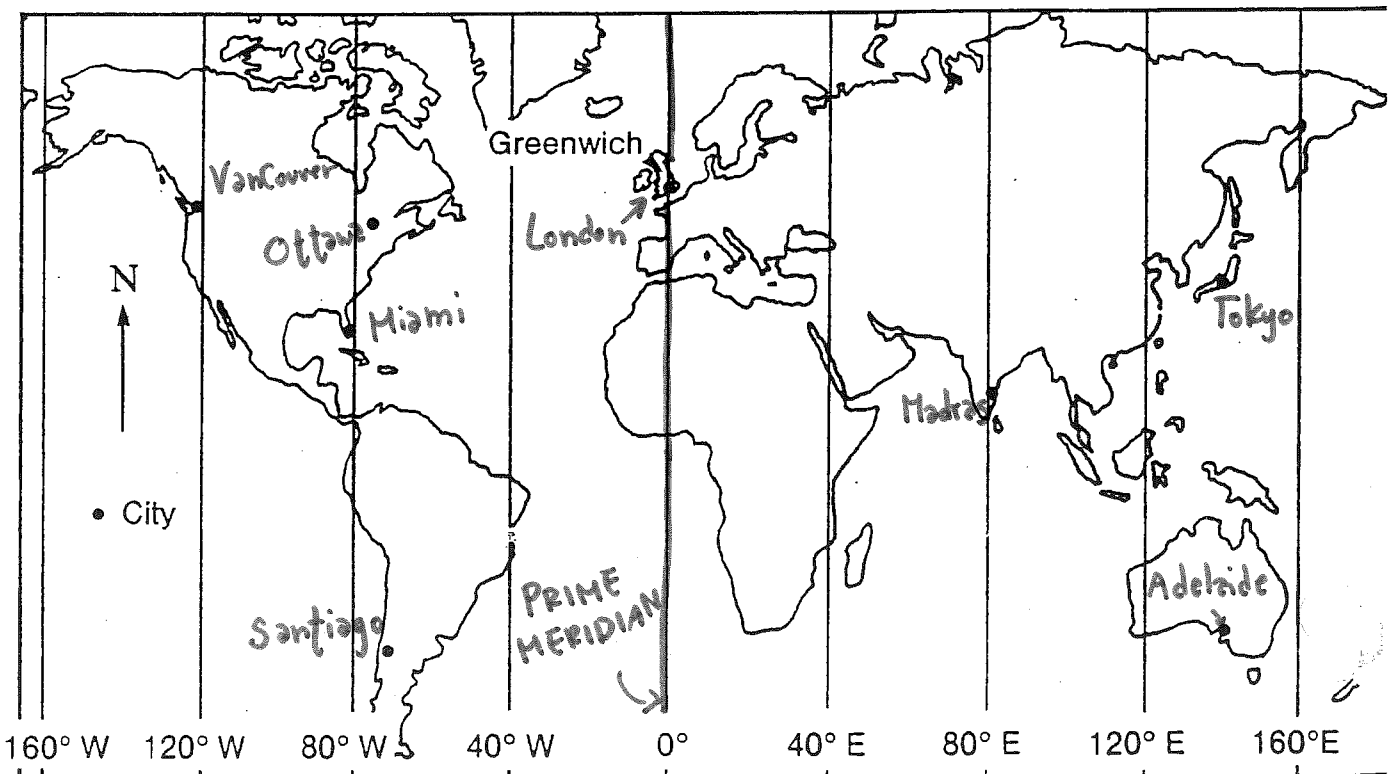 Greenwich
VanCouver
London
Ottawa
N
Miami
Tokyo
Madras
• City
Adelaide
PRIME
MERIDIAN
Santiago
160° W 120° W 80° W 40° W 0° 40° E 80° E 120° E 160°E